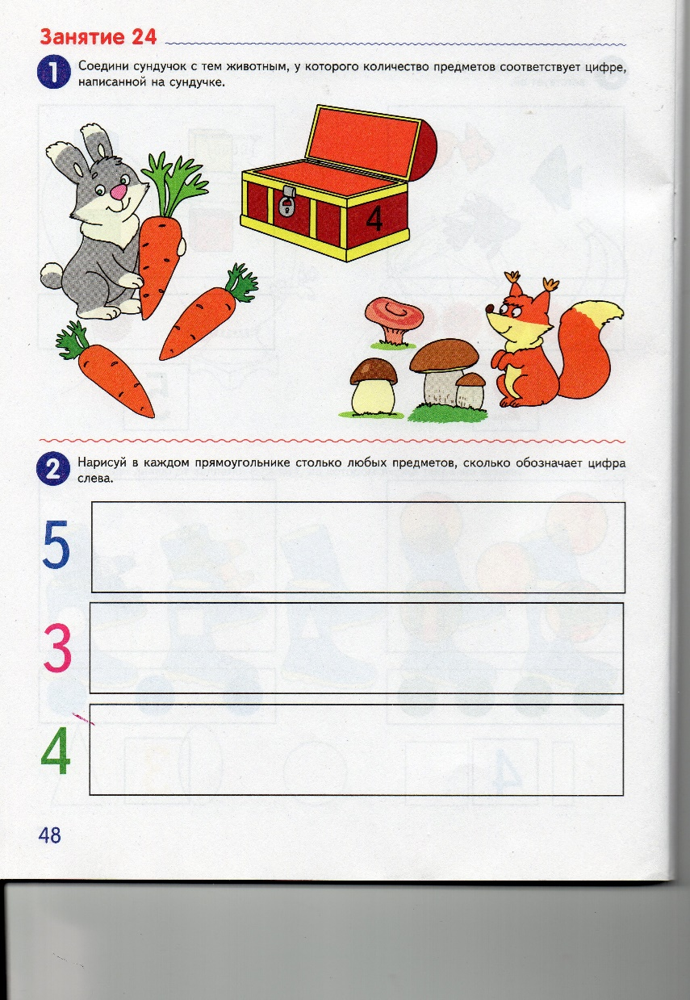 Занятие 24
1 Соедини сундучок с тем животным, у которого количество предметов соответствует цифре,
написанной на сундучке.
4
2 Нарисуй в каждом прямоугольнике столько любых предметов, сколько обозначает цифра
слева.
5
3
4
48